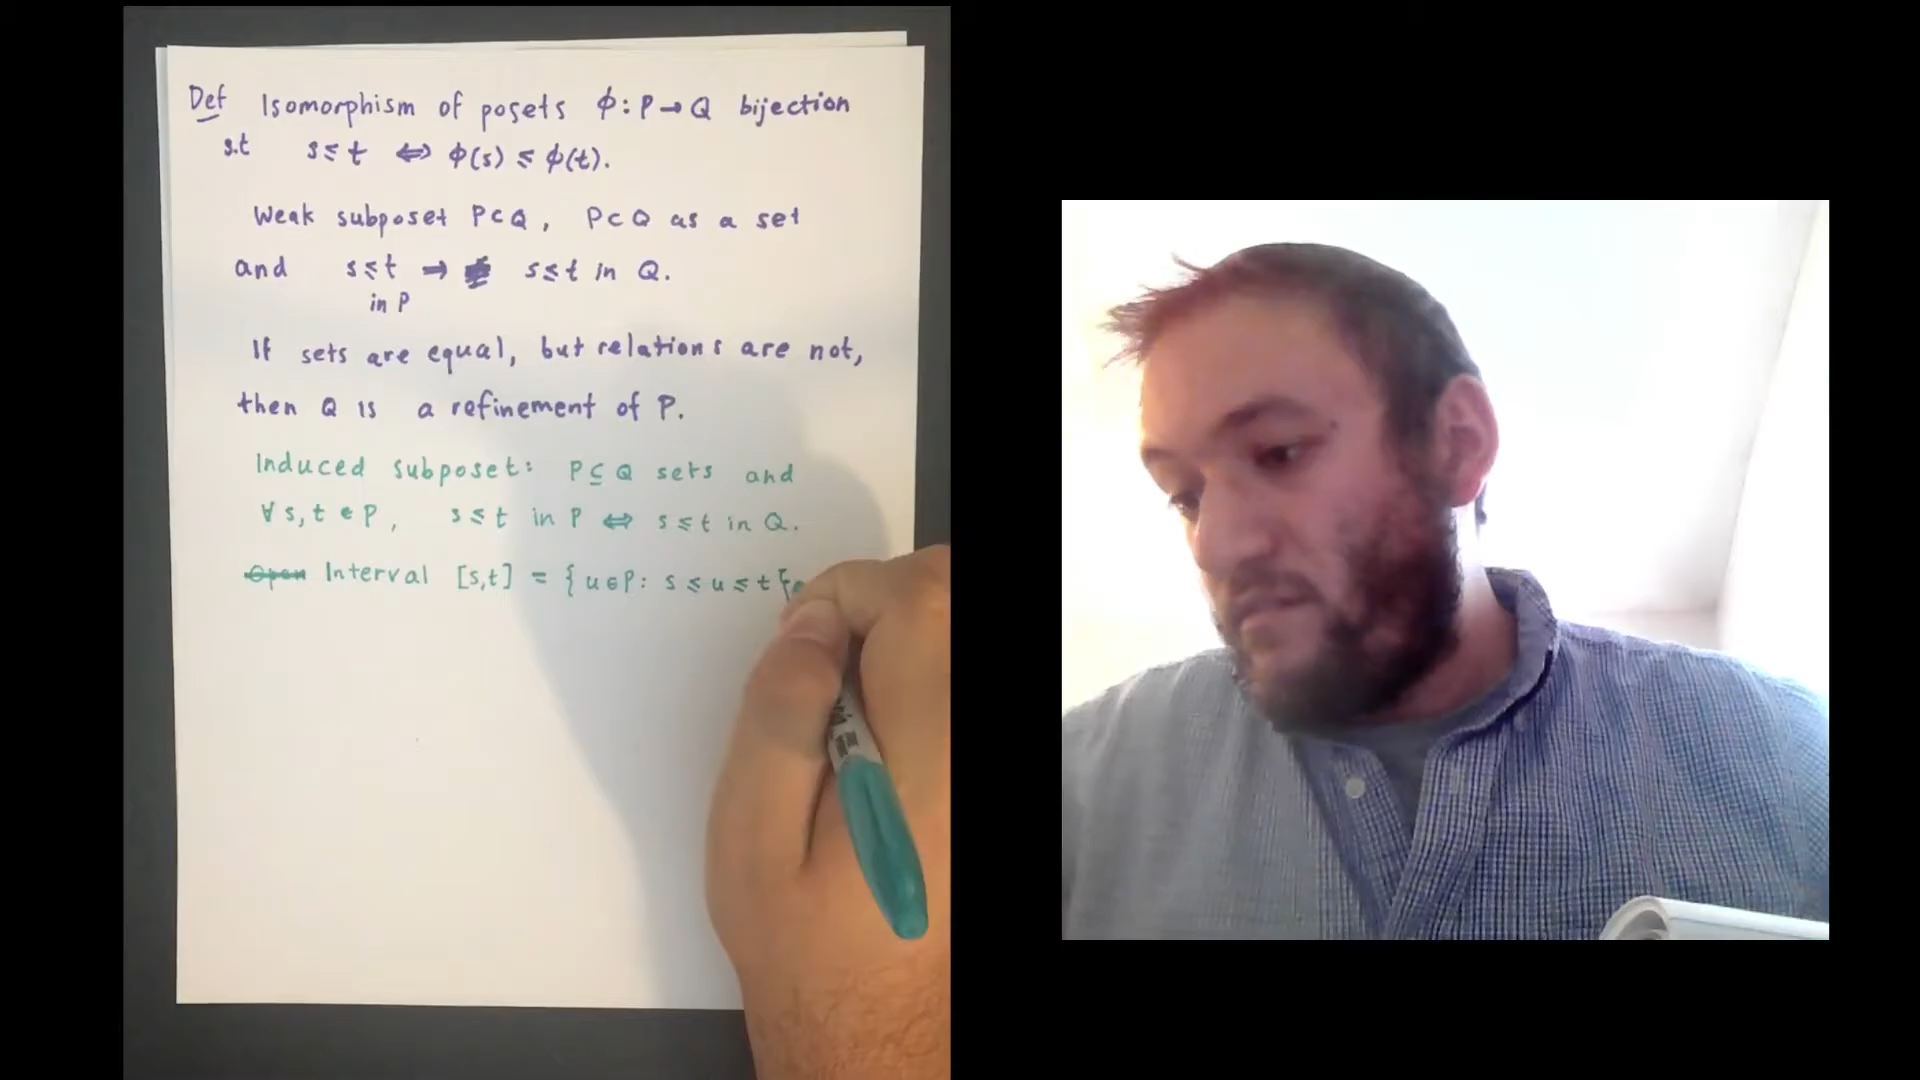 Def Isomorphism of posets ϕ: P → Q bijection
s.t s ≤ t ⇔ ϕ(s) ≤ ϕ(t).
Weak subposet P⊂Q, P⊂Q as a set
and s≤t → s≤t in Q.
in P
If sets are equal, but relations are not,
then Q is a refinement of P.
Induced subposet: P ⊆ Q sets and
∀ s,t ∈ P, s ≤ t in P ⇔ s ≤ t in Q.
Open Interval [s,t] = { u ∈ P: s ≤ u ≤ t }